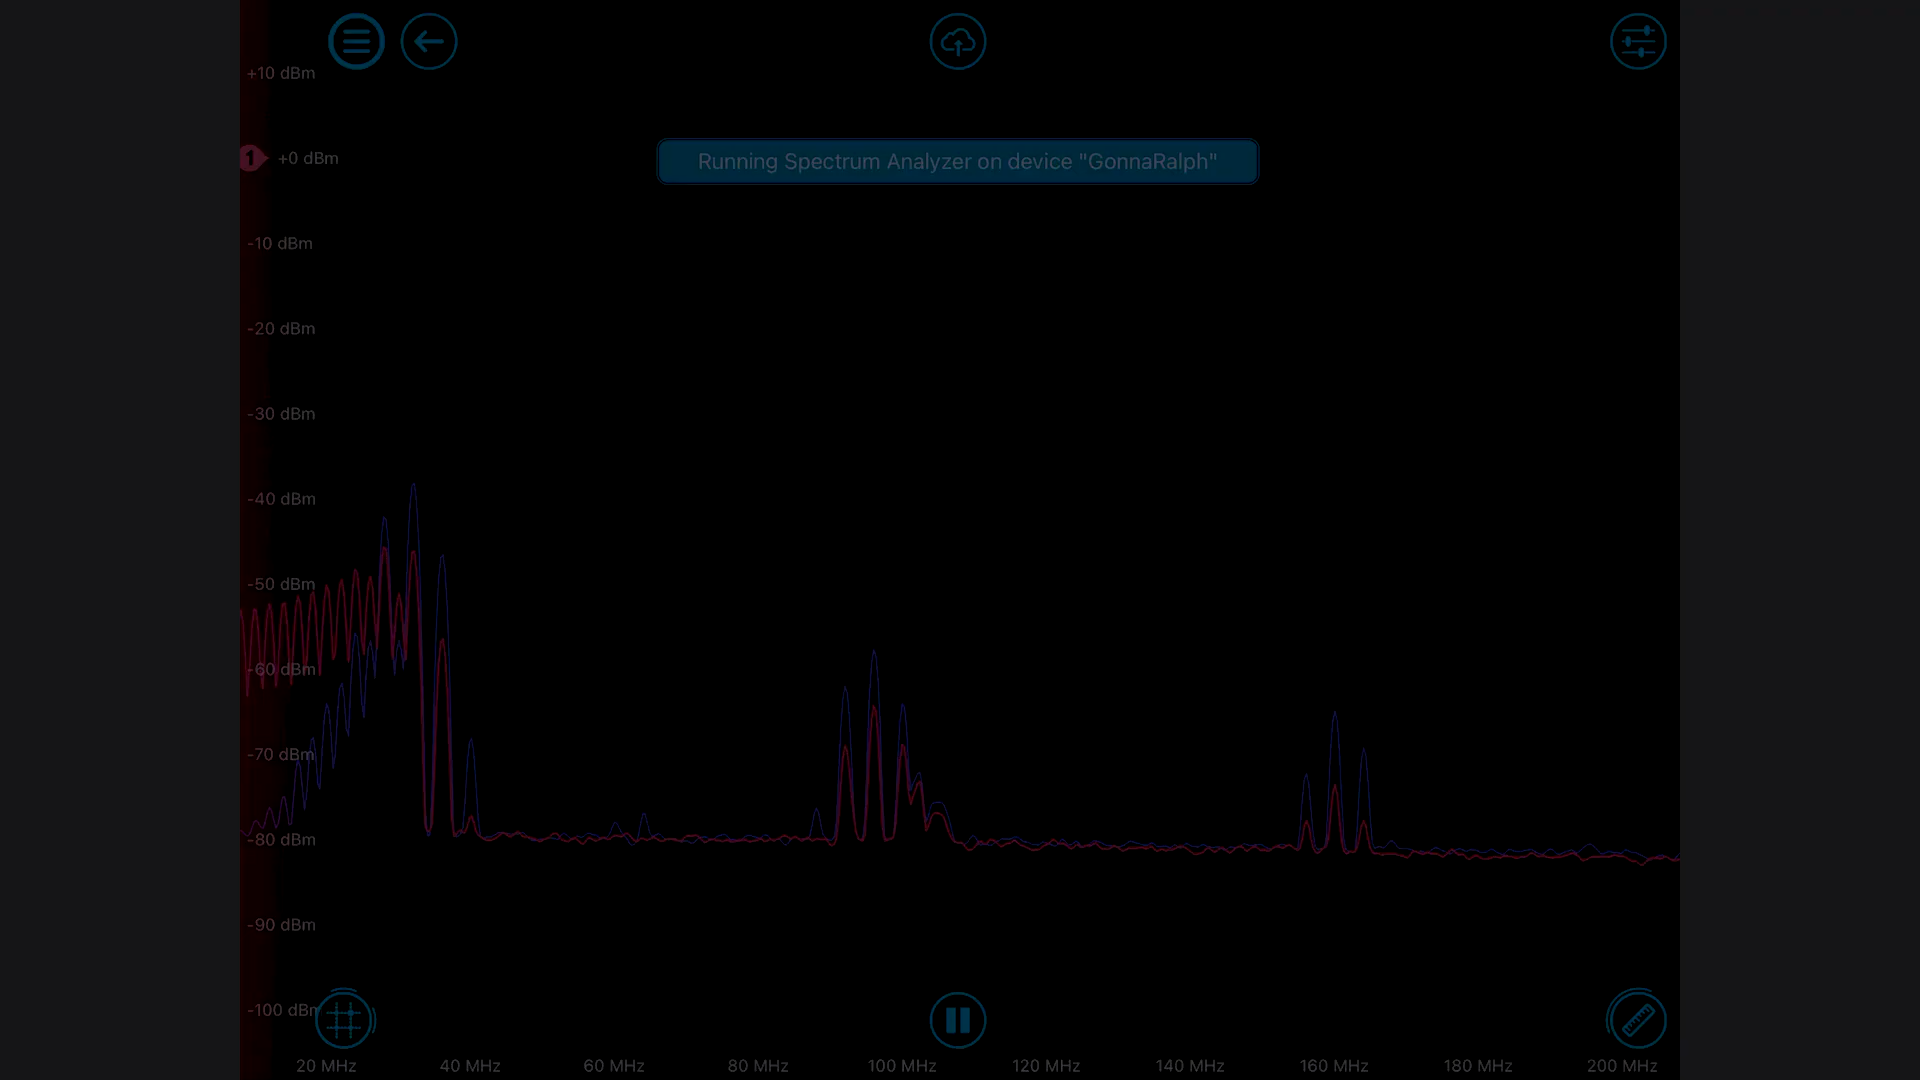 +10 dBm
1 +0 dBm
Running Spectrum Analyzer on device "GonnaRalph"
-10 dBm
-20 dBm
-30 dBm
-40 dBm
-50 dBm
-60 dBm
-70 dBm
-80 dBm
-90 dBm
-100 dBm
20 MHz 40 MHz 60 MHz 80 MHz 100 MHz 120 MHz 140 MHz 160 MHz 180 MHz 200 MHz